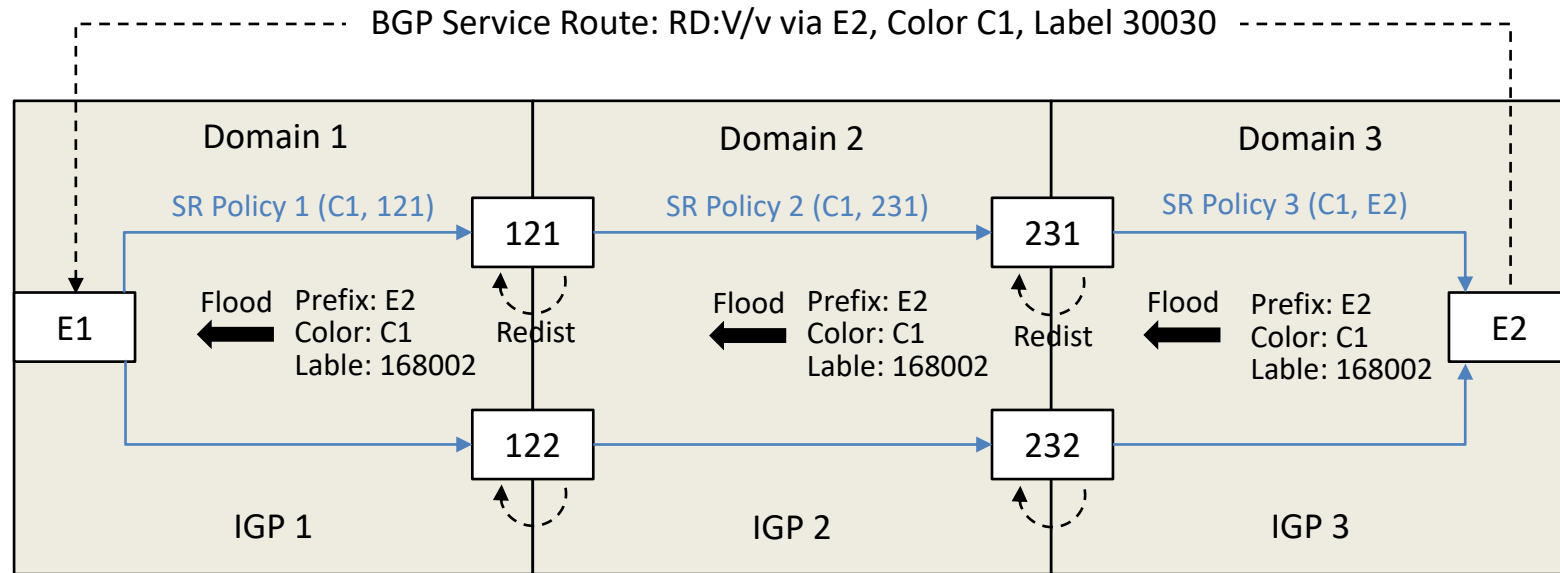 BGP Service Route: RD:V/v via E2, Color C1, Label 30030
Domain 1
Domain 2
Domain 3
SR Policy 1 (C1, 121)
SR Policy 2 (C1, 231)
SR Policy 3 (C1, E2)
121
231
E1
Flood
Prefix: E2
Color: C1
Lable: 168002
Redist
Flood
Prefix: E2
Color: C1
Lable: 168002
Redist
Flood
Prefix: E2
Color: C1
Lable: 168002
E2
122
232
IGP 1
IGP 2
IGP 3